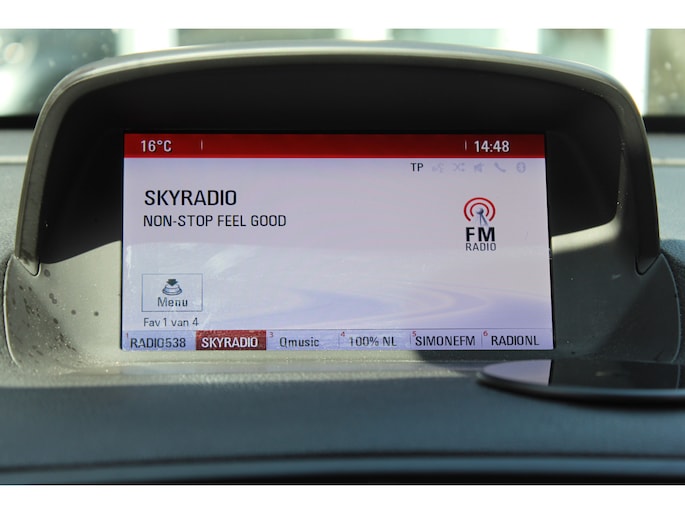 16°C 14:48
TP
SKYRADIO
NON-STOP FEEL GOOD
FM
RADIO
Menu
Fav 1 van 4
1 RADIO538 SKYRADIO 3 Qmusic 4 100% NL 5 SIMONEFM 6 RADIONL